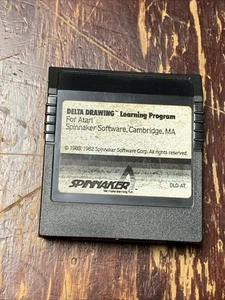 DELTA DRAWING™ Learning Program
For Atari
Spinnaker Software, Cambridge, MA
© 1983, 1982 Spinnaker Software Corp. All rights reserved.
SPINNAKER
DLD-AT